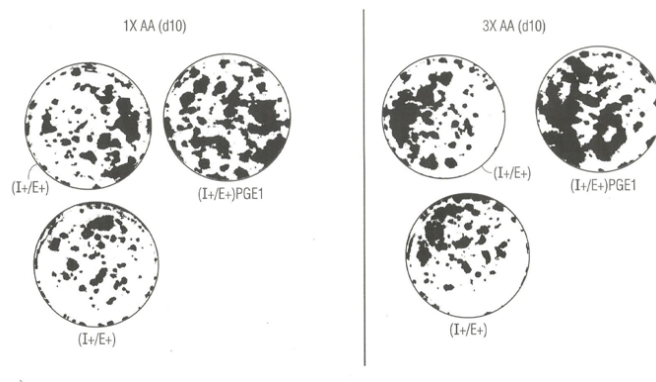 1X AA (d10)
(I+/E+)
(I+/E+)PGE1
(I+/E+)
3X AA (d10)
(I+/E+)
(I+/E+)PGE1
(I+/E+)